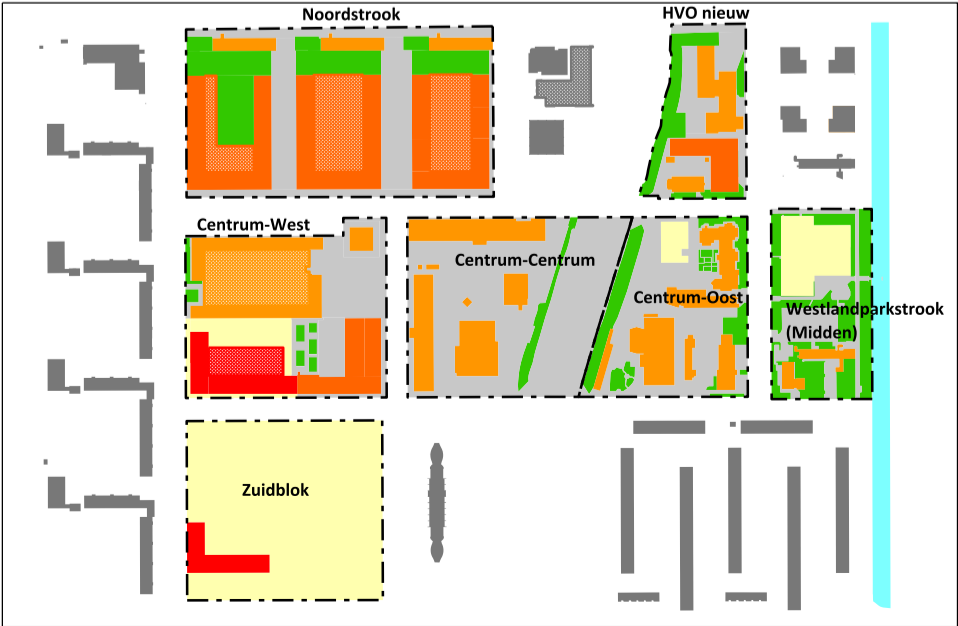 Noordstrook
HVO nieuw
Centrum-West
Centrum-Centrum
Centrum-Oost
Westlandparkstrook
(Midden)
Zuidblok